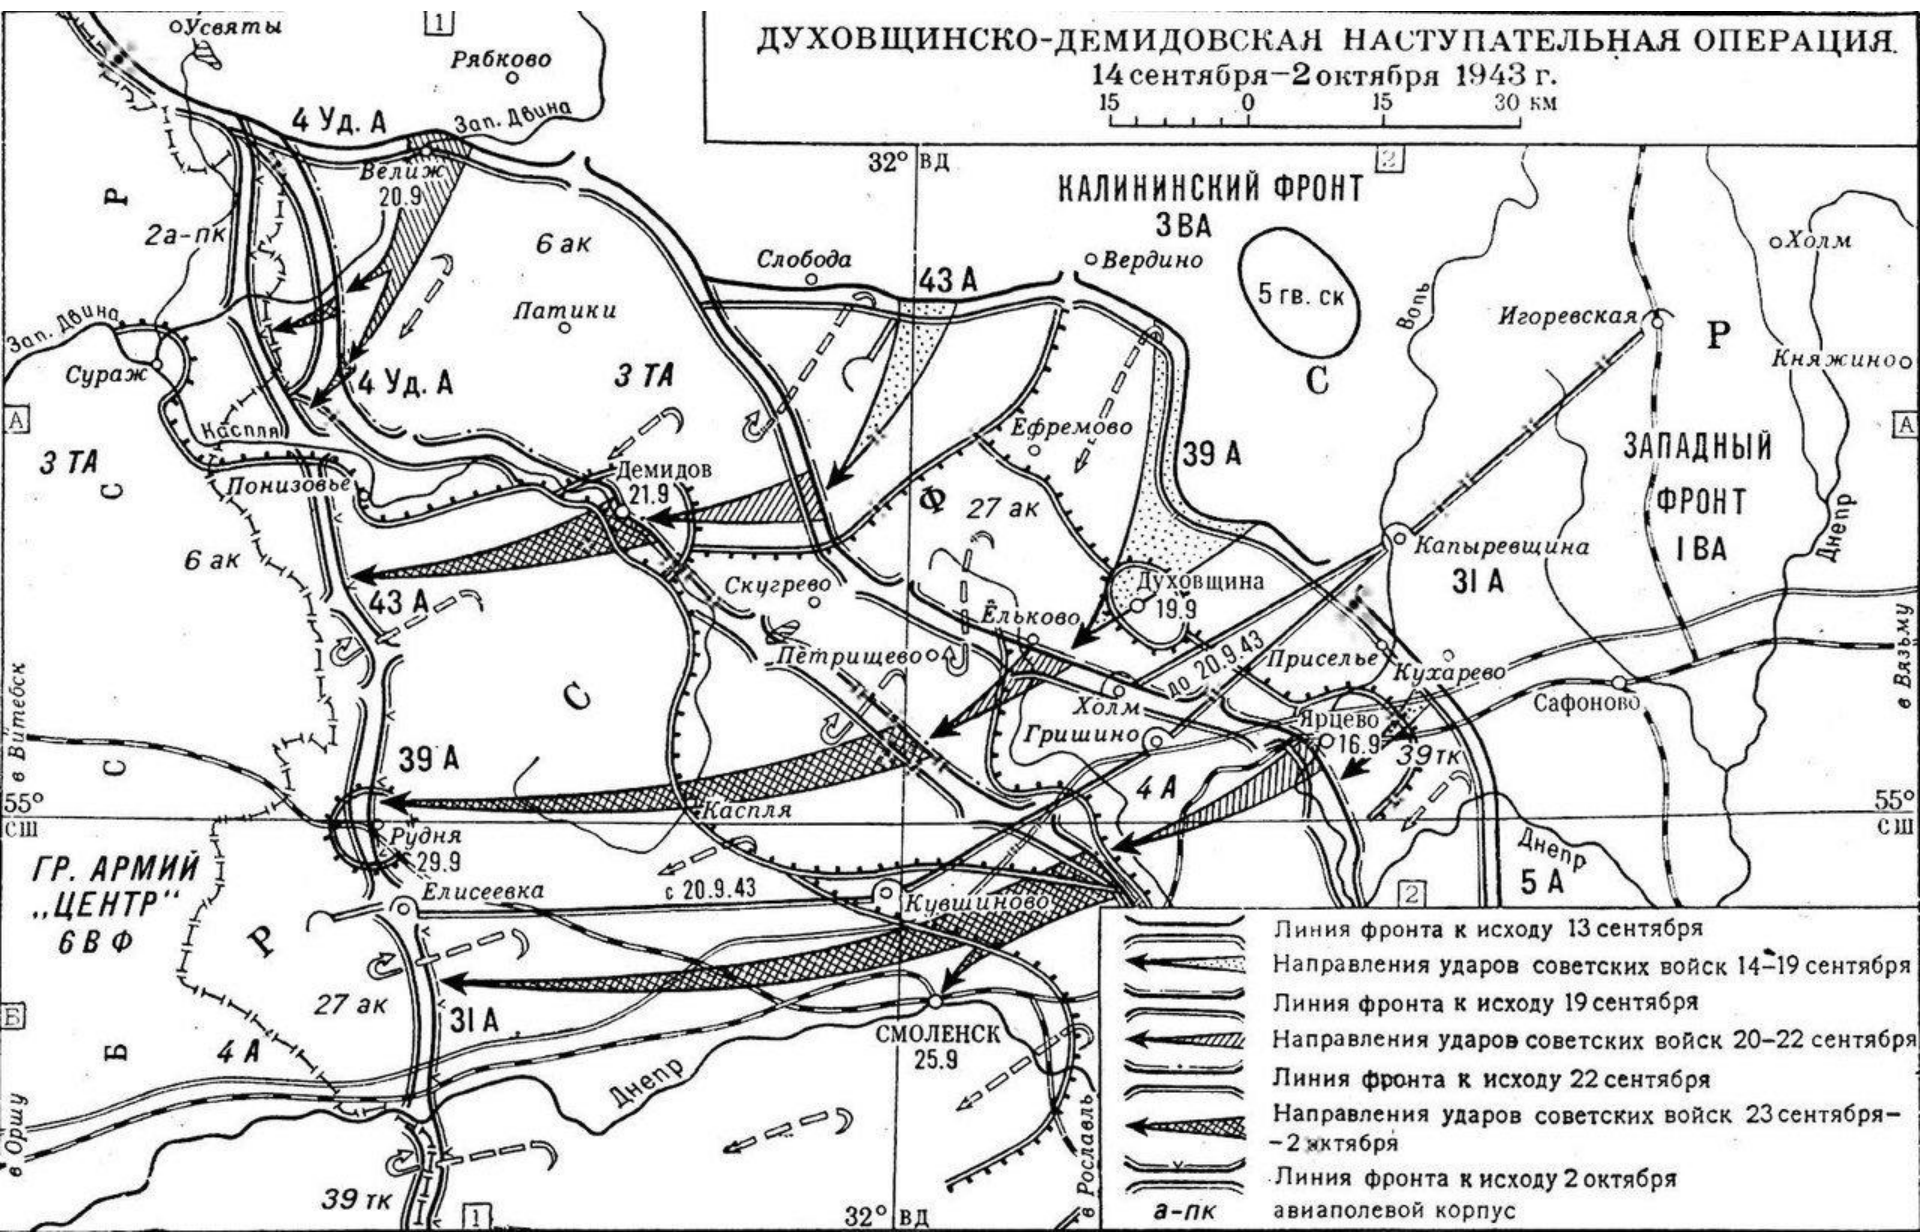 Усвяты
1
Рябково
ДУХОВЩИНСКО-ДЕМИДОВСКАЯ НАСТУПАТЕЛЬНАЯ ОПЕРАЦИЯ.
14 сентября–2 октября 1943 г.
15 0 15 30 км
4 Уд. А
Зап. Двина
Велиж
20.9
32° ВД
2
КАЛИНИНСКИЙ ФРОНТ
3 ВА
Р
2а-пк
6 ак
Слобода
43 А
Вердино
5 гв. ск
Холм
Вопь
Патики
Игоревская
Р
Зап. Двина
Сураж
3 ТА
С
Княжино
4 Уд. А
А
Каспля
Ефремово
39 А
ЗАПАДНЫЙ
ФРОНТ
1 ВА
А
3 ТА
С
Понизовье
Демидов
21.9
Ф
27 ак
Днепр
6 ак
Капыревщина
31 А
43 А
Скугрево
Духовщина
19.9
Ельково
Петрищево
до 20.9.43
Приселье
Кухарево
в Вязьму
в Витебск
С
Холм
Сафоново
Гришино
Ярцево
16.9
39 тк
С
39 А
4 А
55°
СШ
Каспля
55°
СШ
Рудня
29.9
ГР. АРМИЙ
„ЦЕНТР“
6 В Ф
Елисеевка
с 20.9.43
Кувшиново
2
Днепр
5 А
Р
27 ак
31 А
СМОЛЕНСК
25.9
Б
Б
4 А
Днепр
в Оршу
39 тк
1
32° ВД
в Рославль
Линия фронта к исходу 13 сентября
Направления ударов советских войск 14–19 сентября
Линия фронта к исходу 19 сентября
Направления ударов советских войск 20–22 сентября
Линия фронта к исходу 22 сентября
Направления ударов советских войск 23 сентября–
–2 октября
Линия фронта к исходу 2 октября
а-пк авиаполевой корпус